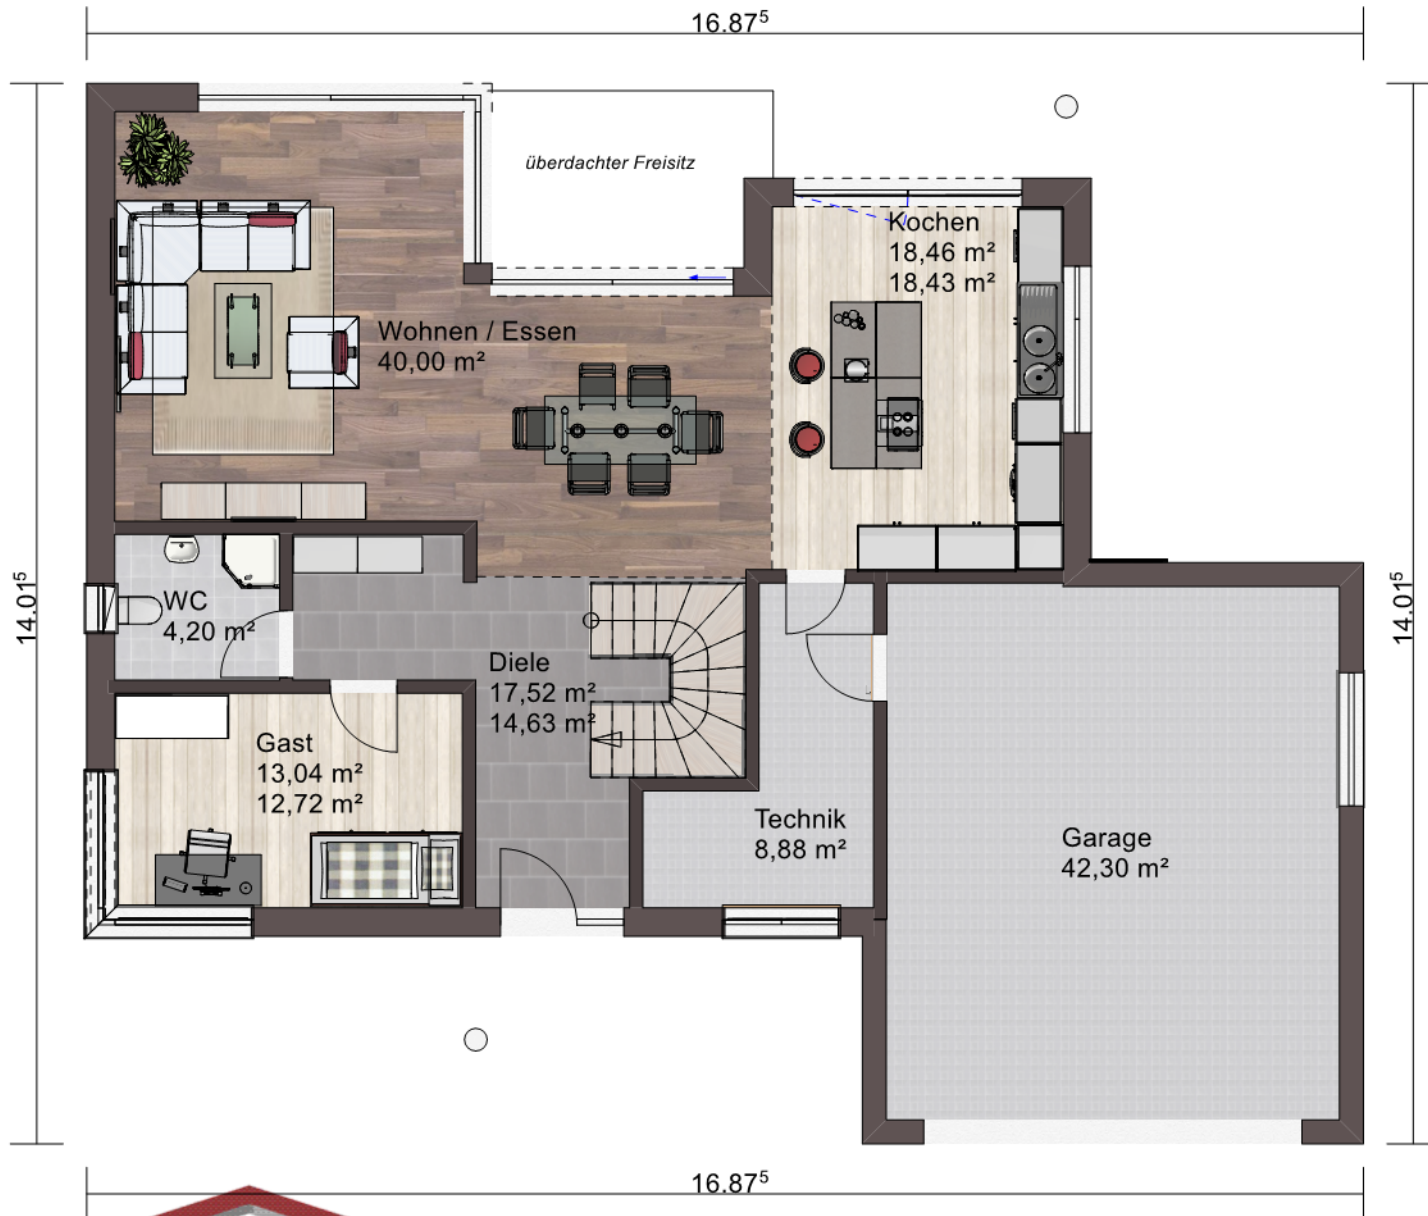 16.87⁵
überdachter Freisitz
Kochen
18,46 m²
18,43 m²
Wohnen / Essen
40,00 m²
14.01⁵
14.01⁵
WC
4,20 m²
Diele
17,52 m²
14,63 m²
Gast
13,04 m²
12,72 m²
Technik
8,88 m²
Garage
42,30 m²
16.87⁵